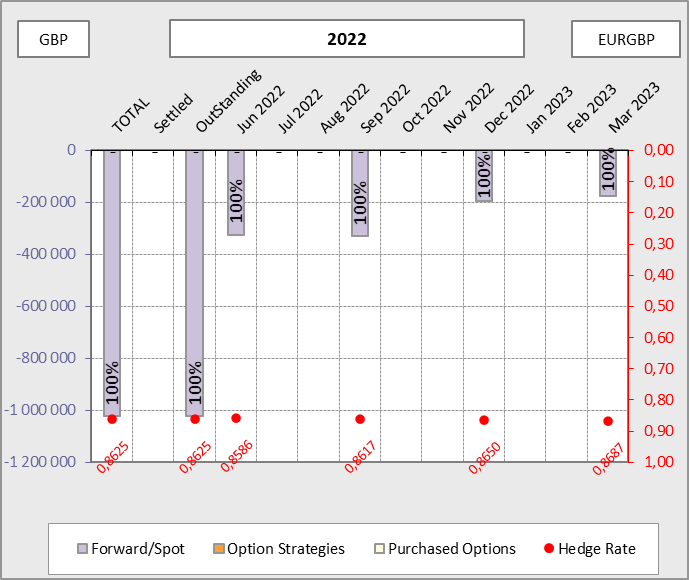 GBP
2022
EURGBP
TOTAL
Settled
OutStanding
Jun 2022
Jul 2022
Aug 2022
Sep 2022
Oct 2022
Nov 2022
Dec 2022
Jan 2023
Feb 2023
Mar 2023
0
-200 000
-400 000
-600 000
-800 000
-1 000 000
-1 200 000
0,00
0,10
0,20
0,30
0,40
0,50
0,60
0,70
0,80
0,90
1,00
100%
100%
100%
100%
100%
100%
0,8625
0,8625
0,8586
0,8617
0,8650
0,8687
Forward/Spot
Option Strategies
Purchased Options
Hedge Rate